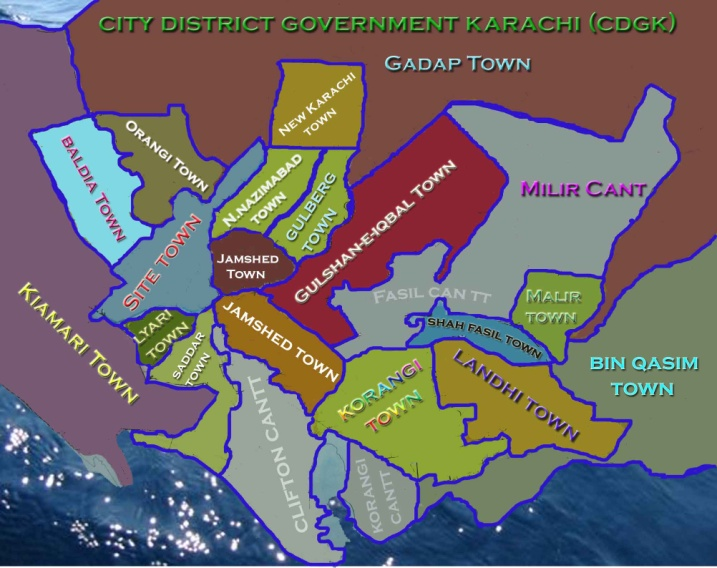 CITY DISTRICT GOVERNMENT KARACHI (CDGK)
GADAP TOWN
NEW KARACHI
TOWN
ORANGI TOWN
BALDIA TOWN
N.NAZIMABAD
TOWN
GULBERG
TOWN
GULSHAN-E-IQBAL TOWN
MILIR CANT
SITE TOWN
JAMSHED
TOWN
KIAMARI TOWN
FASIL CAN TT
MALIR
TOWN
LYARI
TOWN
SADDAR
TOWN
JAMSHED TOWN
SHAH FASIL TOWN
BIN QASIM
TOWN
KORANGI
TOWN
LANDHI TOWN
CLIFTON CANTT
KORANGI
CANTT